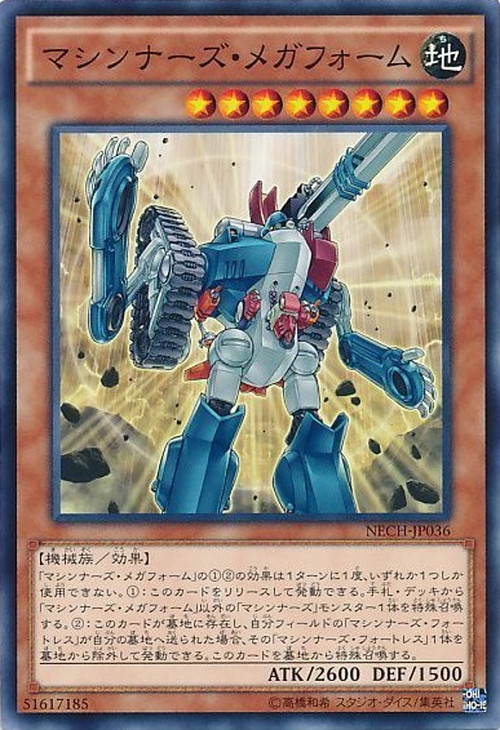 マシンナーズ・メガフォーム
ち
地
NECH-JP036
【機械族／効果】
「マシンナーズ・メガフォーム」の①②の効果は1ターンに1度、いずれか1つしか
使用できない。①：このカードをリリースして発動できる。手札・デッキから
「マシンナーズ・メガフォーム」以外の「マシンナーズ」モンスター1体を特殊召喚
する。②：このカードが墓地に存在し、自分フィールドの「マシンナーズ・フォー
トレス」が自分の墓地へ送られた場合、その「マシンナーズ・フォートレス」1体を
墓地から除外して発動できる。このカードを墓地から特殊召喚する。
ATK/2600 DEF/1500
51617185
©高橋和希 スタジオ・ダイス/集英社